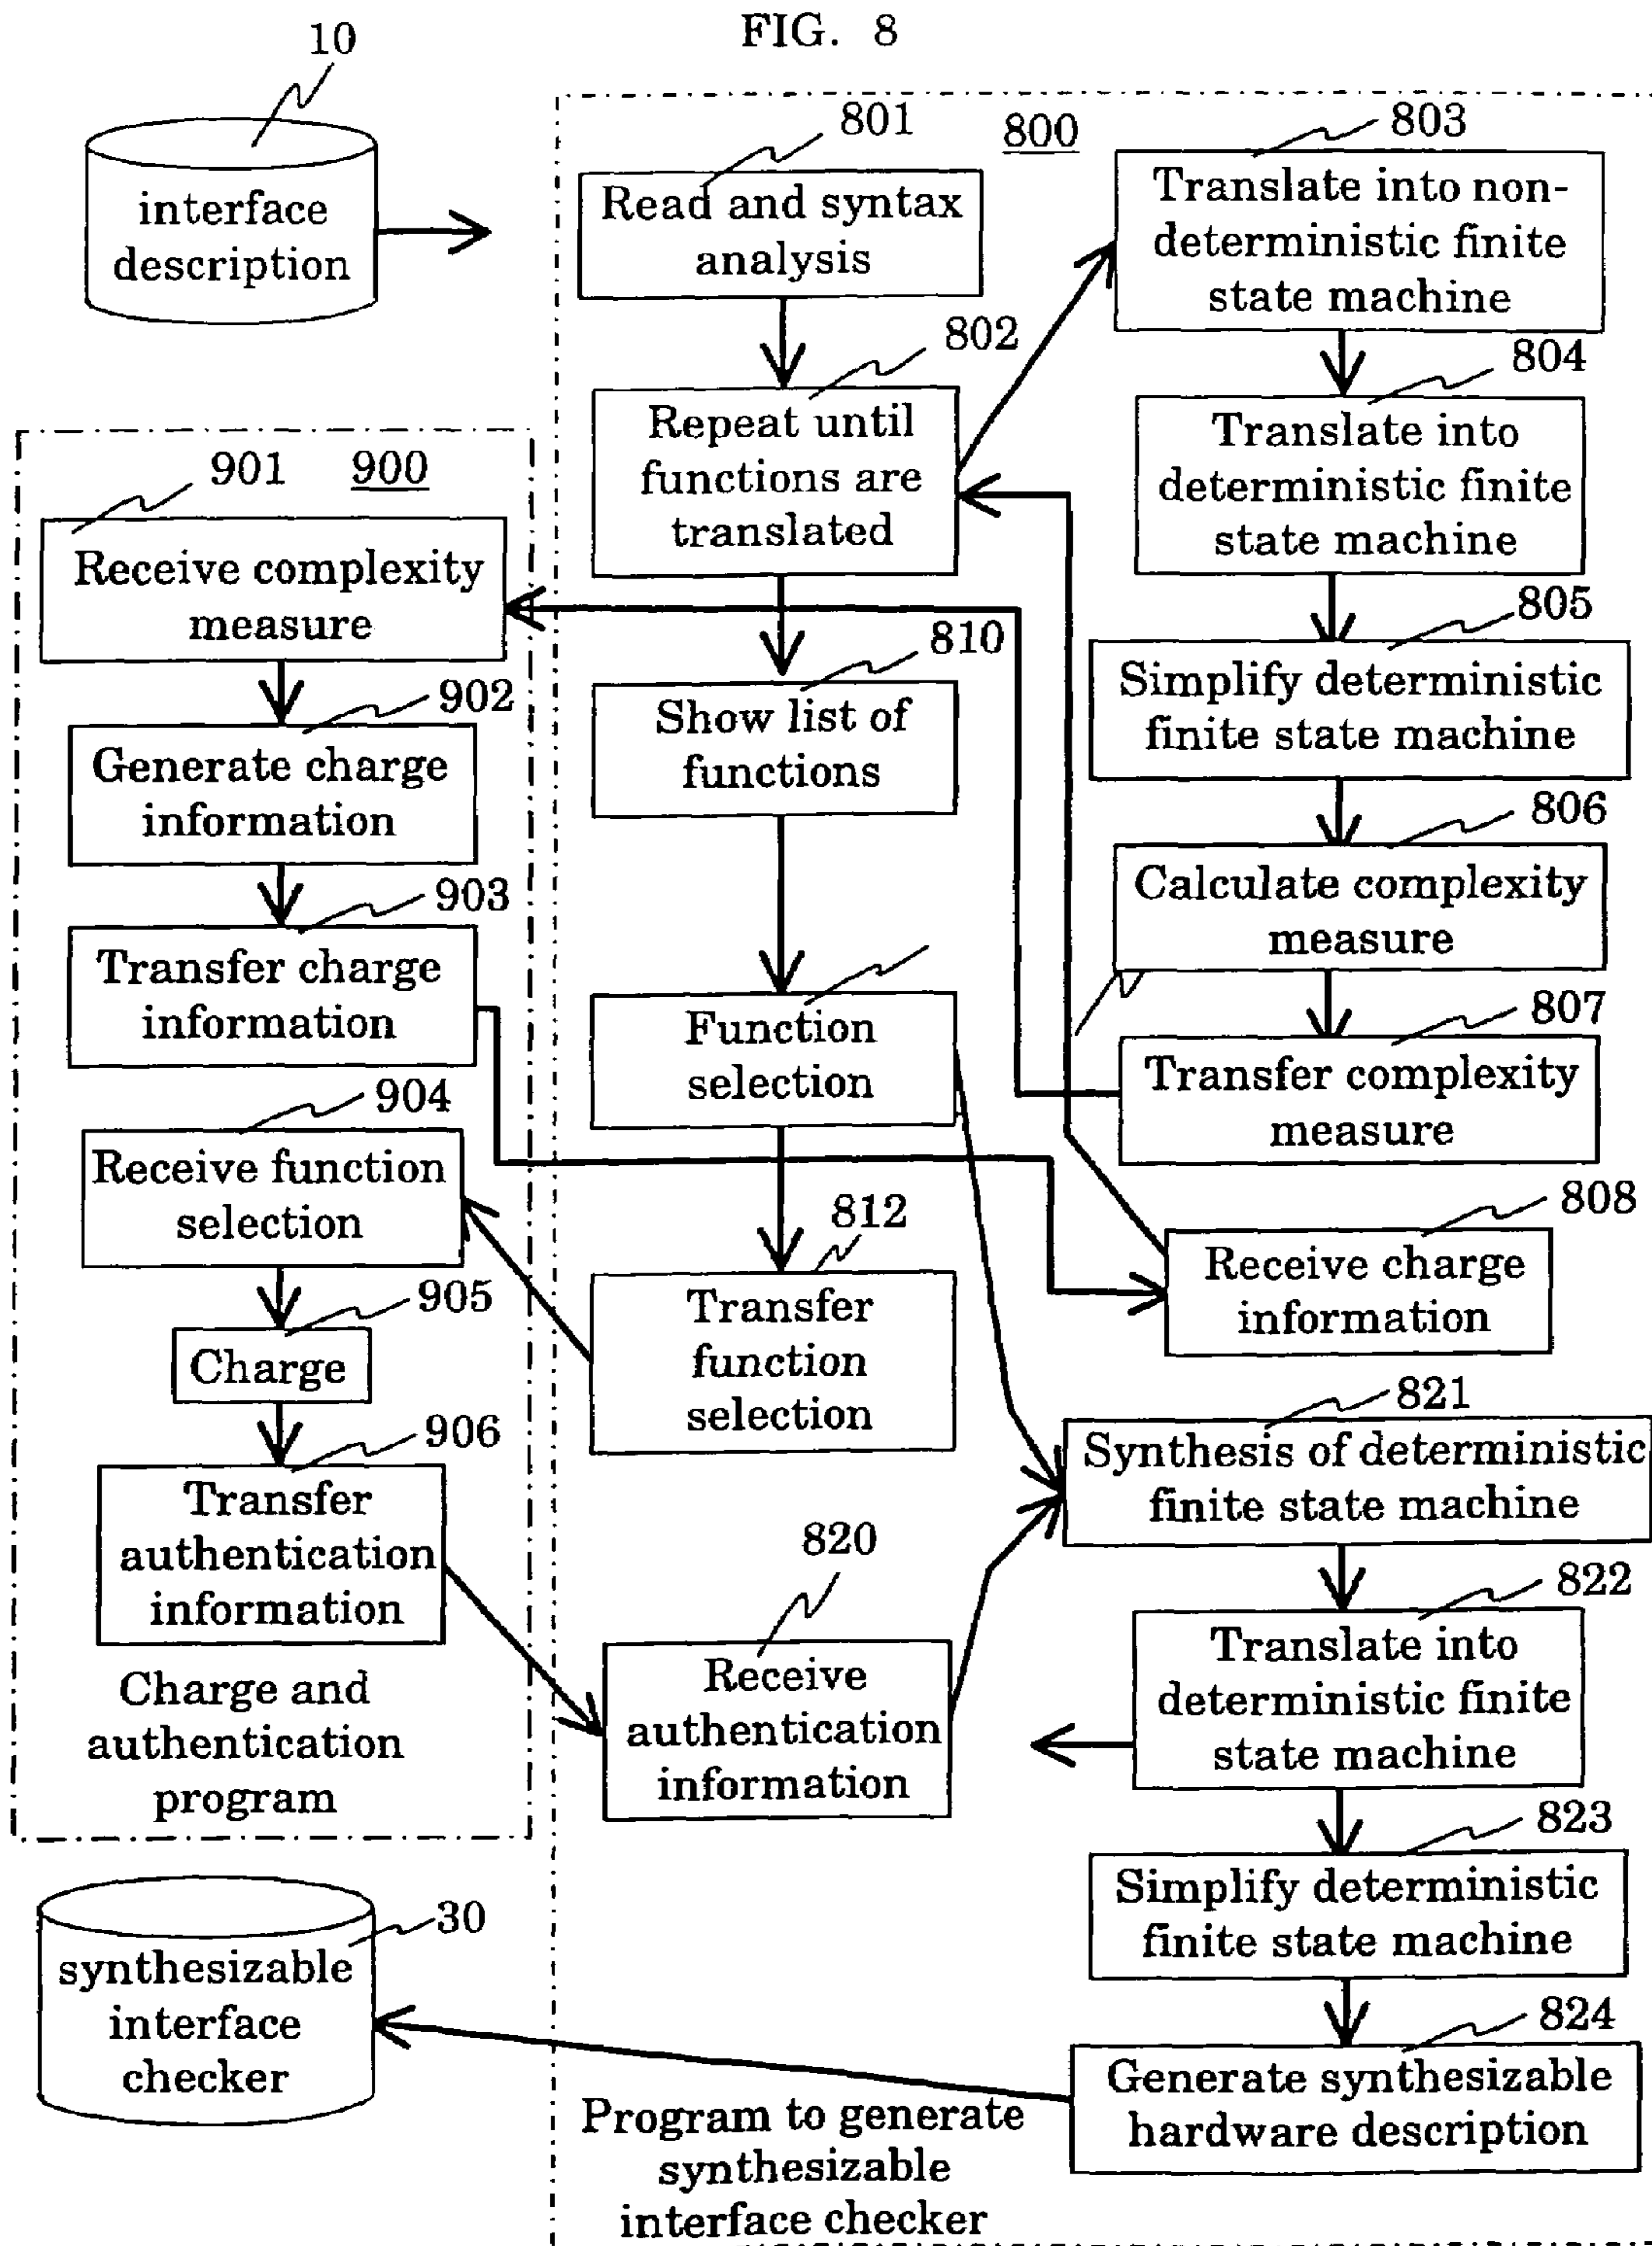 FIG. 8
10
interface
description
800
801
Read and syntax
analysis
802
Repeat until
functions are
translated
803
Translate into non-
deterministic finite
state machine
804
Translate into
deterministic finite
state machine
805
Simplify deterministic
finite state machine
806
Calculate complexity
measure
807
Transfer complexity
measure
808
Receive charge
information
810
Show list of
functions
Function
selection
812
Transfer
function
selection
900
901
Receive complexity
measure
902
Generate charge
information
903
Transfer charge
information
904
Receive function
selection
905
Charge
906
Transfer
authentication
information
Charge and
authentication
program
820
Receive
authentication
information
821
Synthesis of deterministic
finite state machine
822
Translate into
deterministic finite
state machine
823
Simplify deterministic
finite state machine
824
Generate synthesizable
hardware description
30
synthesizable
interface
checker
Program to generate
synthesizable
interface checker